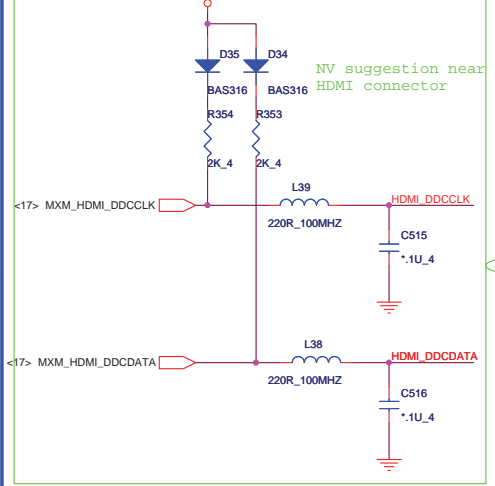 D35
D34
NV suggestion near
HDMI connector
BAS316
BAS316
R354
R353
2K_4
2K_4
L39
<17> MXM_HDMI_DDCCLK
HDMI_DDCCLK
220R_100MHZ
C515
*.1U_4
L38
<17> MXM_HDMI_DDCDATA
HDMI_DDCDATA
220R_100MHZ
C516
*.1U_4